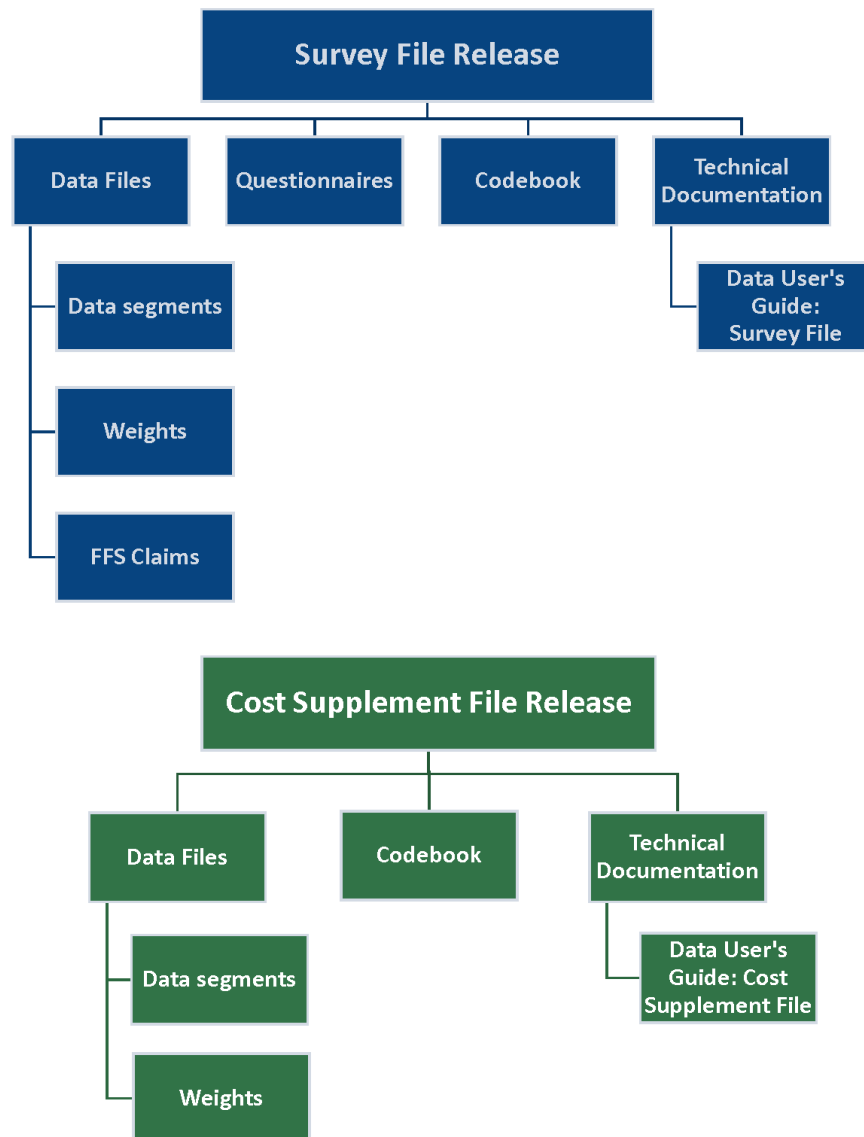 Survey File Release
Data Files
Questionnaires
Codebook
Technical
Documentation
Data segments
Data User's
Guide:
Survey File
Weights
FFS Claims
Cost Supplement File Release
Data Files
Codebook
Technical
Documentation
Data segments
Data User's
Guide: Cost
Supplement File
Weights